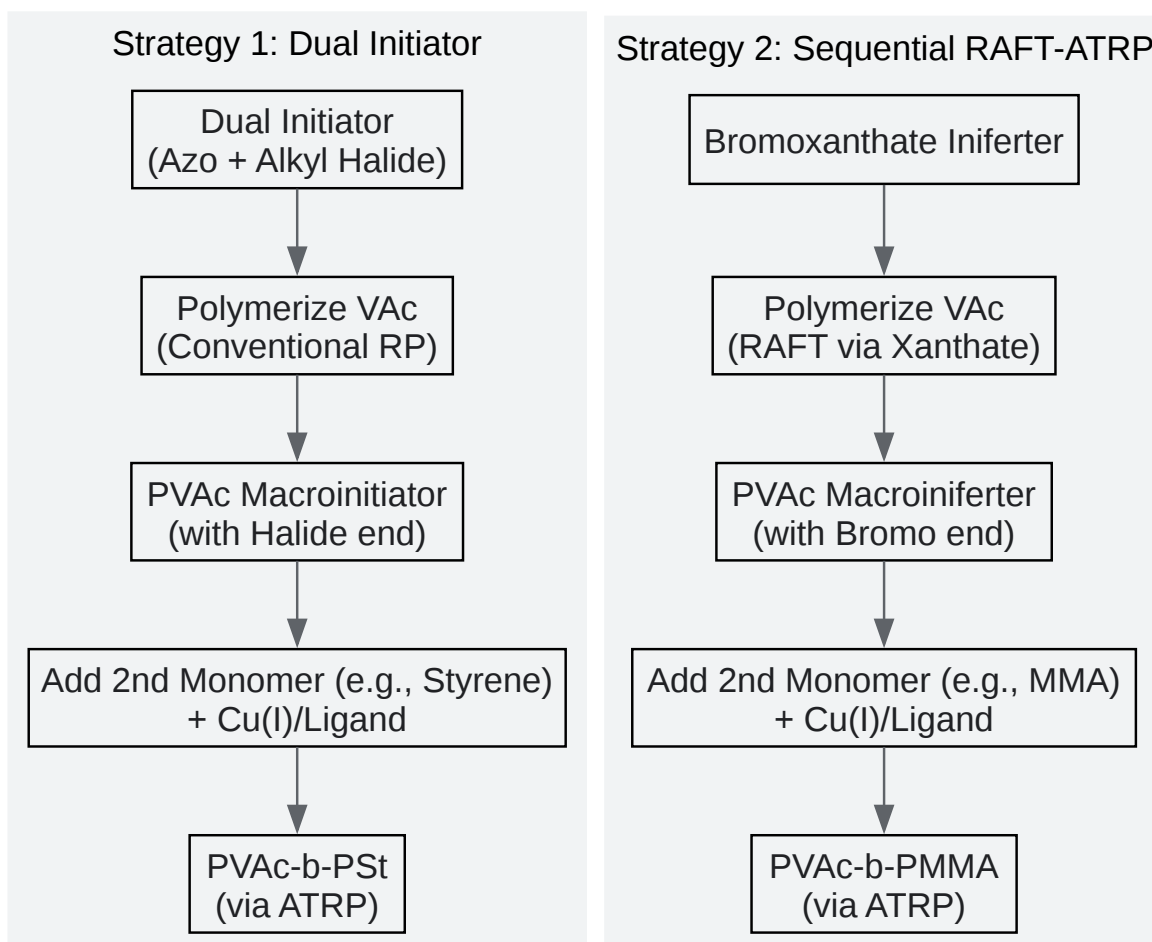 Strategy 1: Dual Initiator
Dual Initiator
(Azo + Alkyl Halide)
Polymerize VAc
(Conventional RP)
PVAc Macroinitiator
(with Halide end)
Add 2nd Monomer (e.g., Styrene)
+ Cu(I)/Ligand
PVAc-b-PSt
(via ATRP)
Strategy 2: Sequential RAFT-ATRP
Bromoxanthate Iniferter
Polymerize VAc
(RAFT via Xanthate)
PVAc Macroiniferter
(with Bromo end)
Add 2nd Monomer (e.g., MMA)
+ Cu(I)/Ligand
PVAc-b-PMMA
(via ATRP)